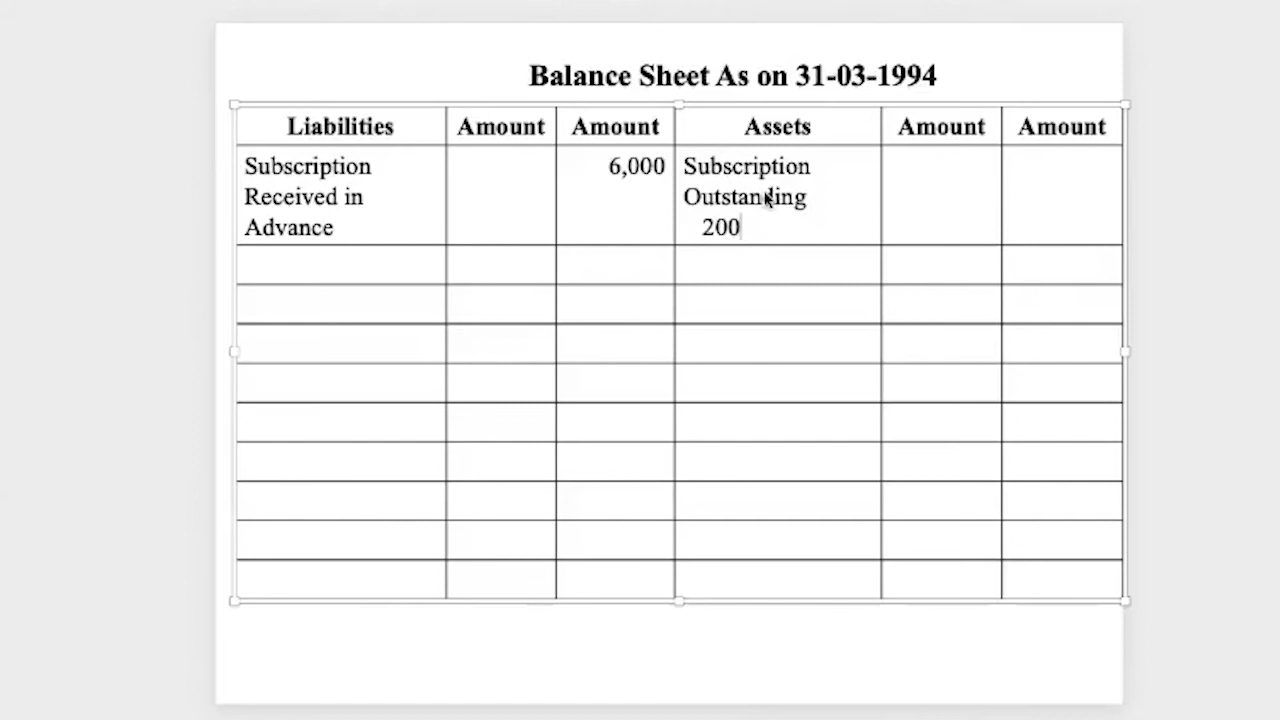 Balance Sheet As on 31-03-1994
Liabilities Amount Amount Assets Amount Amount
Subscription 6,000 Subscription
Received in Outstanding
Advance 200